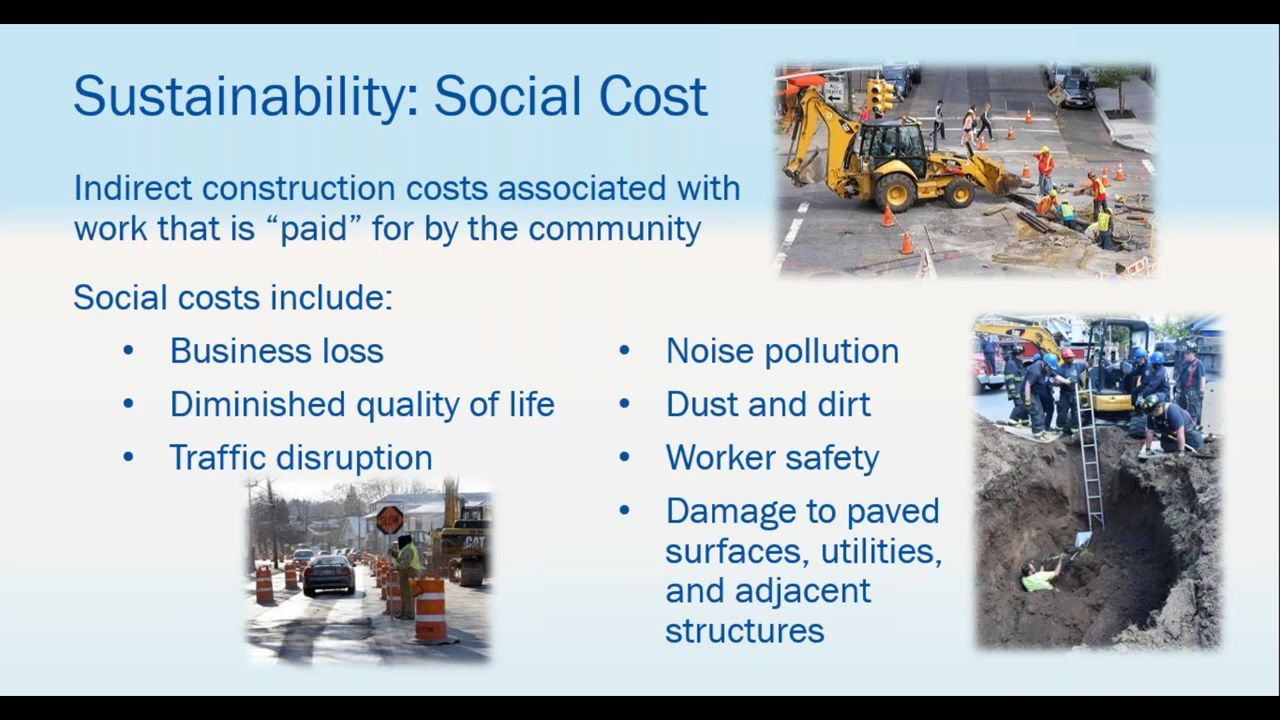 Sustainability: Social Cost
Indirect construction costs associated with
work that is “paid” for by the community
Social costs include:
• Business loss
• Diminished quality of life
• Traffic disruption
• Noise pollution
• Dust and dirt
• Worker safety
• Damage to paved
surfaces, utilities,
and adjacent
structures
SLOW
CAT